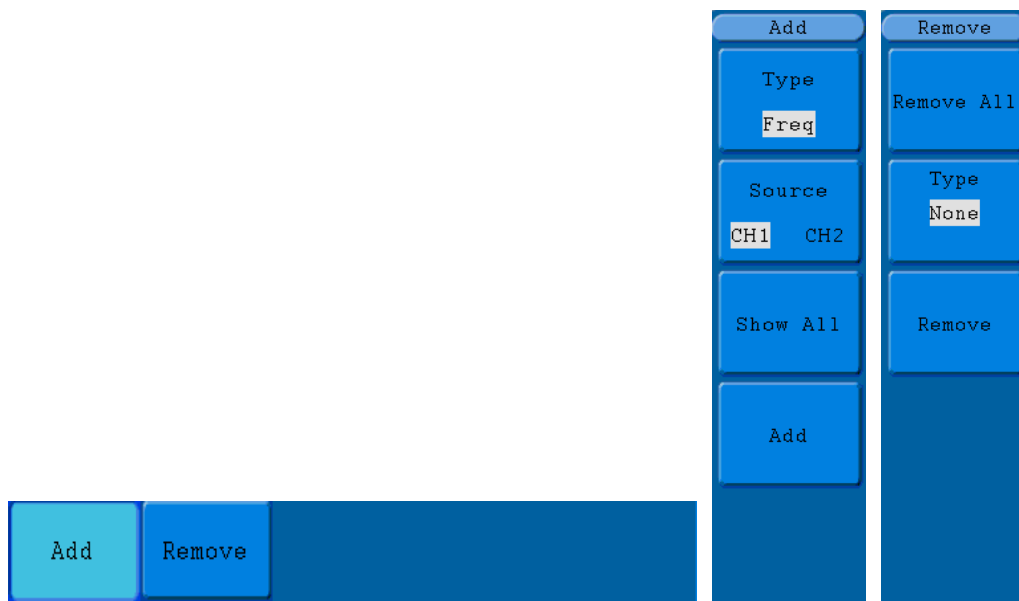 Add
Type
Freq
Source
CH1 CH2
Show All
Add
Remove
Remove All
Type
None
Remove
Add Remove